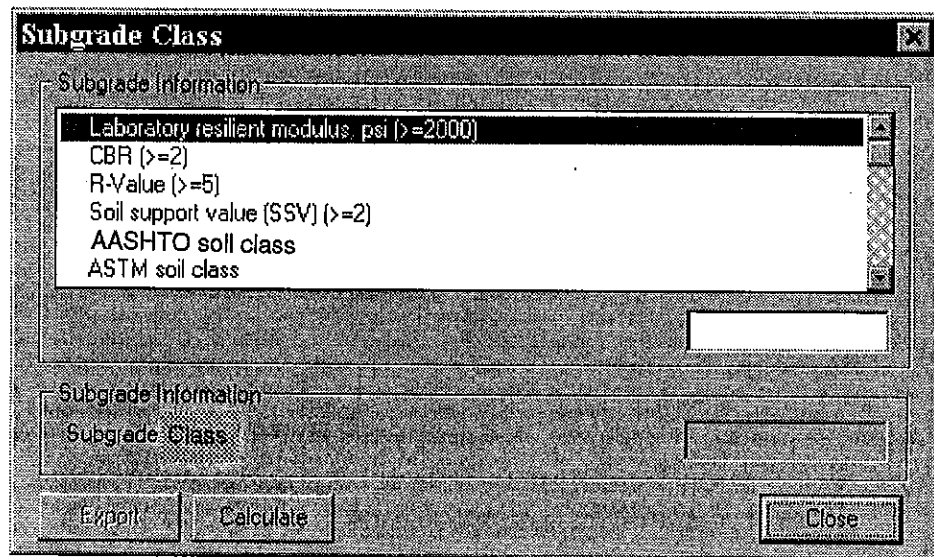 Subgrade Class
Subgrade Information
Laboratory resilient modulus, psi (>=2000)
CBR (>=2)
R-Value (>=5)
Soil support value (SSV) (>=2)
AASHTO soil class
ASTM soil class
Subgrade Information
Subgrade Class
Export Calculate Close